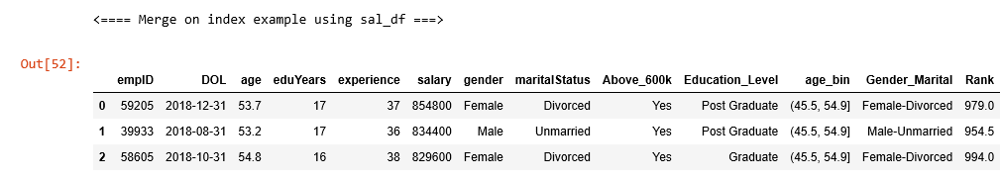 <==== Merge on index example using sal_df ===>
Out[52]:
empID DOL age eduYears experience salary gender maritalStatus Above_600k Education_Level age_bin Gender_Marital Rank
0 59205 2018-12-31 53.7 17 37 854800 Female Divorced Yes Post Graduate (45.5, 54.9] Female-Divorced 979.0
1 39933 2018-08-31 53.2 17 36 834400 Male Unmarried Yes Post Graduate (45.5, 54.9] Male-Unmarried 954.5
2 58605 2018-10-31 54.8 16 38 829600 Female Divorced Yes Graduate (45.5, 54.9] Female-Divorced 994.0